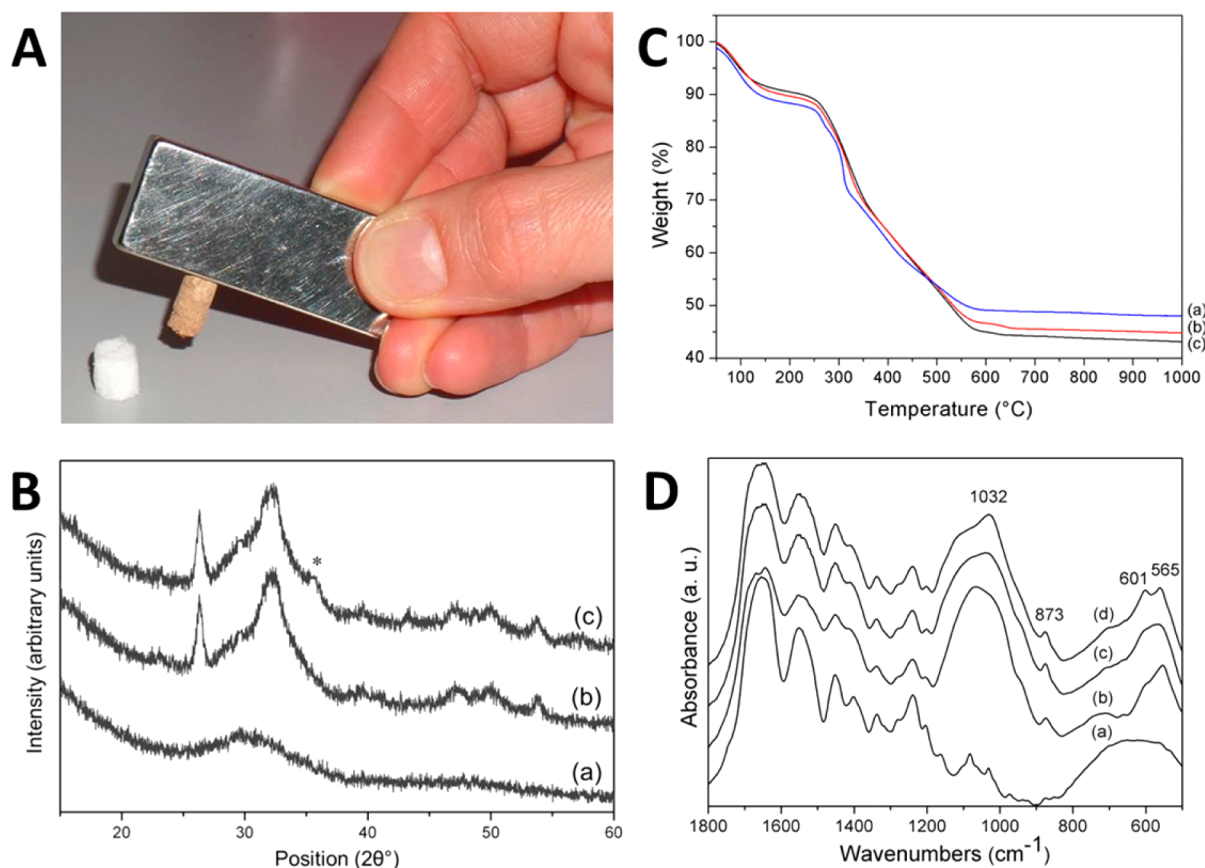 A
C
100
90
80
70
60
50
40
Weight (%)
(a)
(b)
(c)
100 200 300 400 500 600 700 800 900 1000
Temperature (°C)
B
Intensity (arbitrary units)
*
(c)
(b)
(a)
20 30 40 50 60
Position (2θ°)
D
Absorbance (a. u.)
1032
873
601
565
(d)
(c)
(b)
(a)
1800 1600 1400 1200 1000 800 600
Wavenumbers (cm-1)